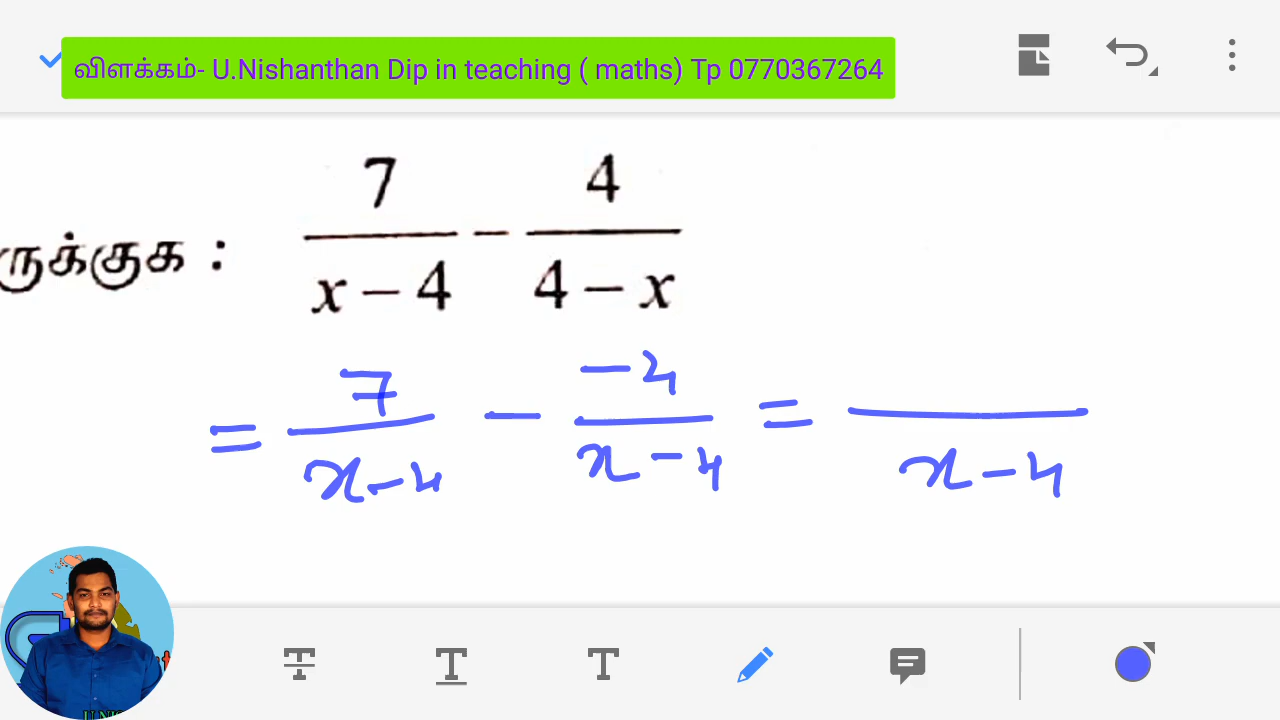 விளக்கம்- U.Nishanthan Dip in teaching ( maths) Tp 0770367264
7 4
ருக்குக : ― − ―
x − 4 4 − x
7 −4
= ― − ― = ―
x−4 x−4 x−4
T T T